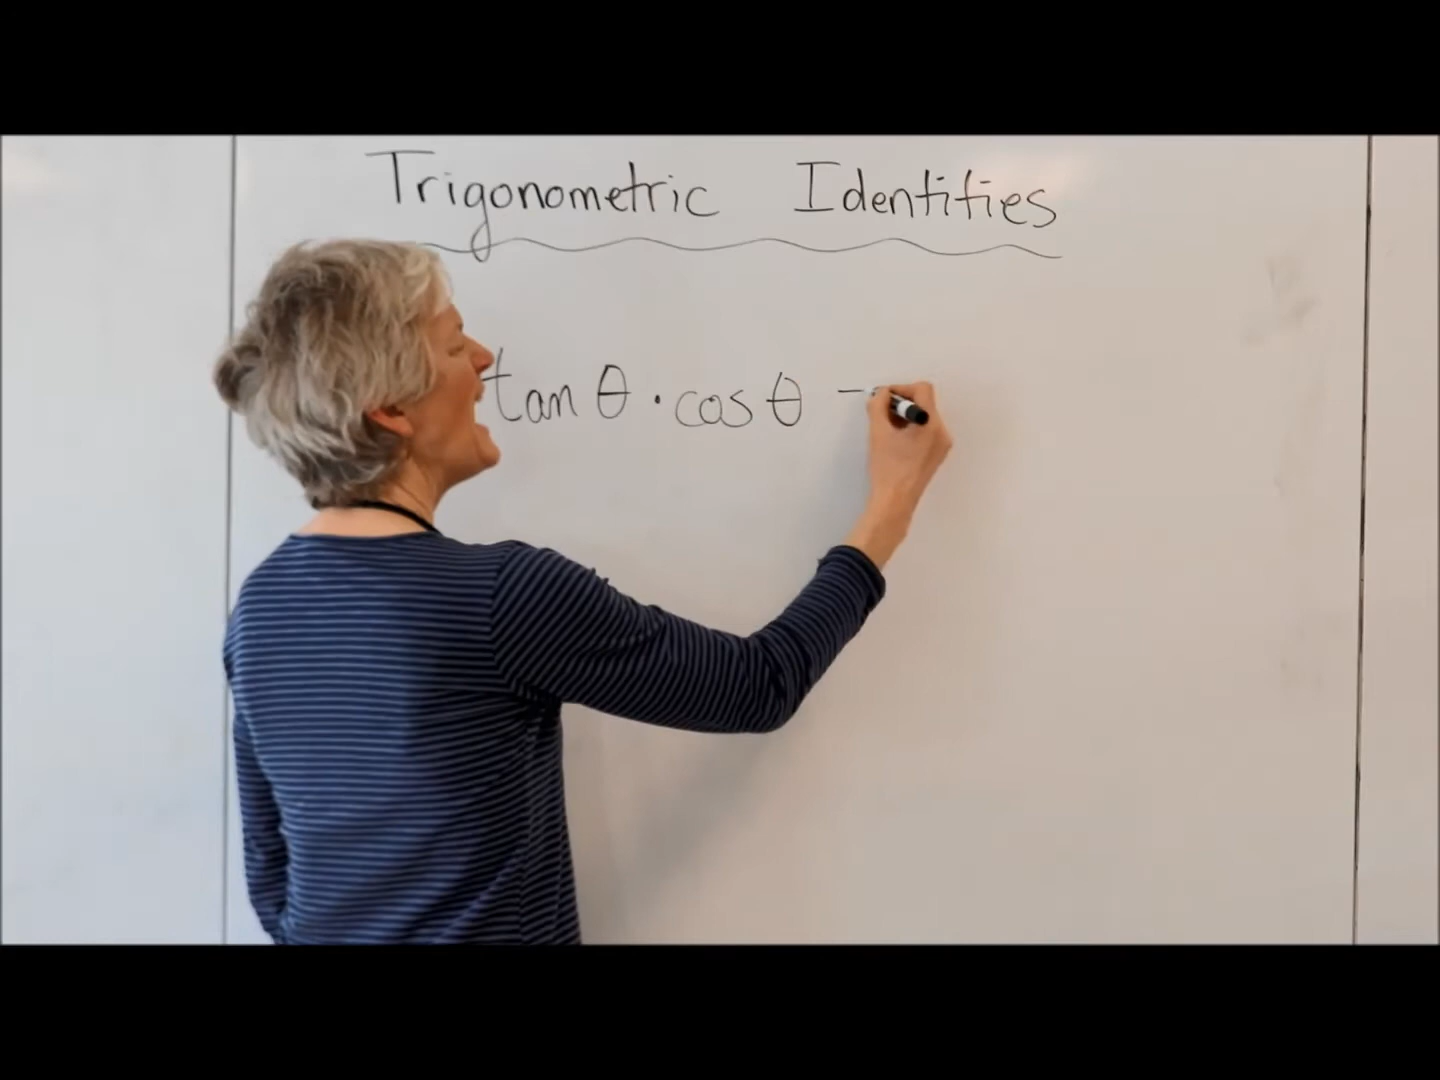 Trigonometric Identities
tan θ · cos θ